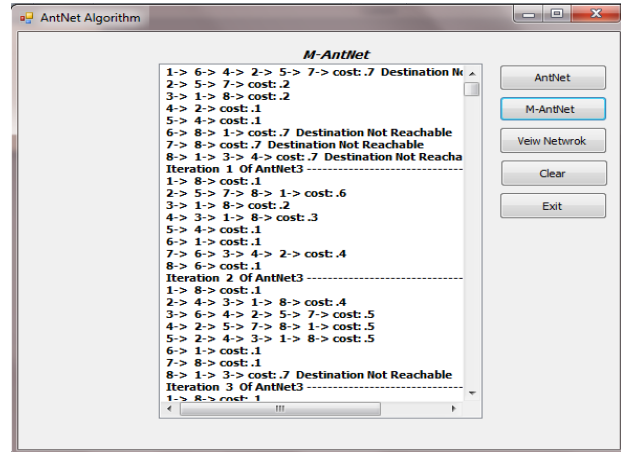 AntNet Algorithm
M-AntNet
1-> 6-> 4-> 2-> 5-> 7-> cost: .7 Destination
2-> 5-> 7-> cost: .2
3-> 1-> 8-> cost: .2
4-> 2-> cost: .1
5-> 4-> cost: .1
6-> 8-> 1-> cost: .7 Destination Not Reachable
7-> 8-> cost: .7 Destination Not Reachable
8-> 1-> 3-> 4-> cost: .7 Destination Not Reacha
Iteration 1 Of AntNet3 -----------------------------
1-> 8-> cost: .1
2-> 5-> 7-> 8-> 1-> cost: .6
3-> 1-> 8-> cost: .2
4-> 3-> 1-> 8-> cost: .3
5-> 4-> cost: .1
6-> 1-> cost: .1
7-> 6-> 3-> 4-> 2-> cost: .4
8-> 6-> cost: .1
Iteration 2 Of AntNet3 -----------------------------
1-> 8-> cost: .1
2-> 4-> 3-> 1-> 8-> cost: .4
3-> 6-> 4-> 2-> 5-> 7-> cost: .5
4-> 2-> 5-> 7-> 8-> 1-> cost: .5
5-> 2-> 4-> 3-> 1-> 8-> cost: .5
6-> 1-> cost: .1
7-> 8-> cost: .1
8-> 1-> 3-> cost: .7 Destination Not Reachable
Iteration 3 Of AntNet3 -----------------------------
1-> 8-> cost: .1
AntNet
M-AntNet
Veiw Netwrok
Clear
Exit